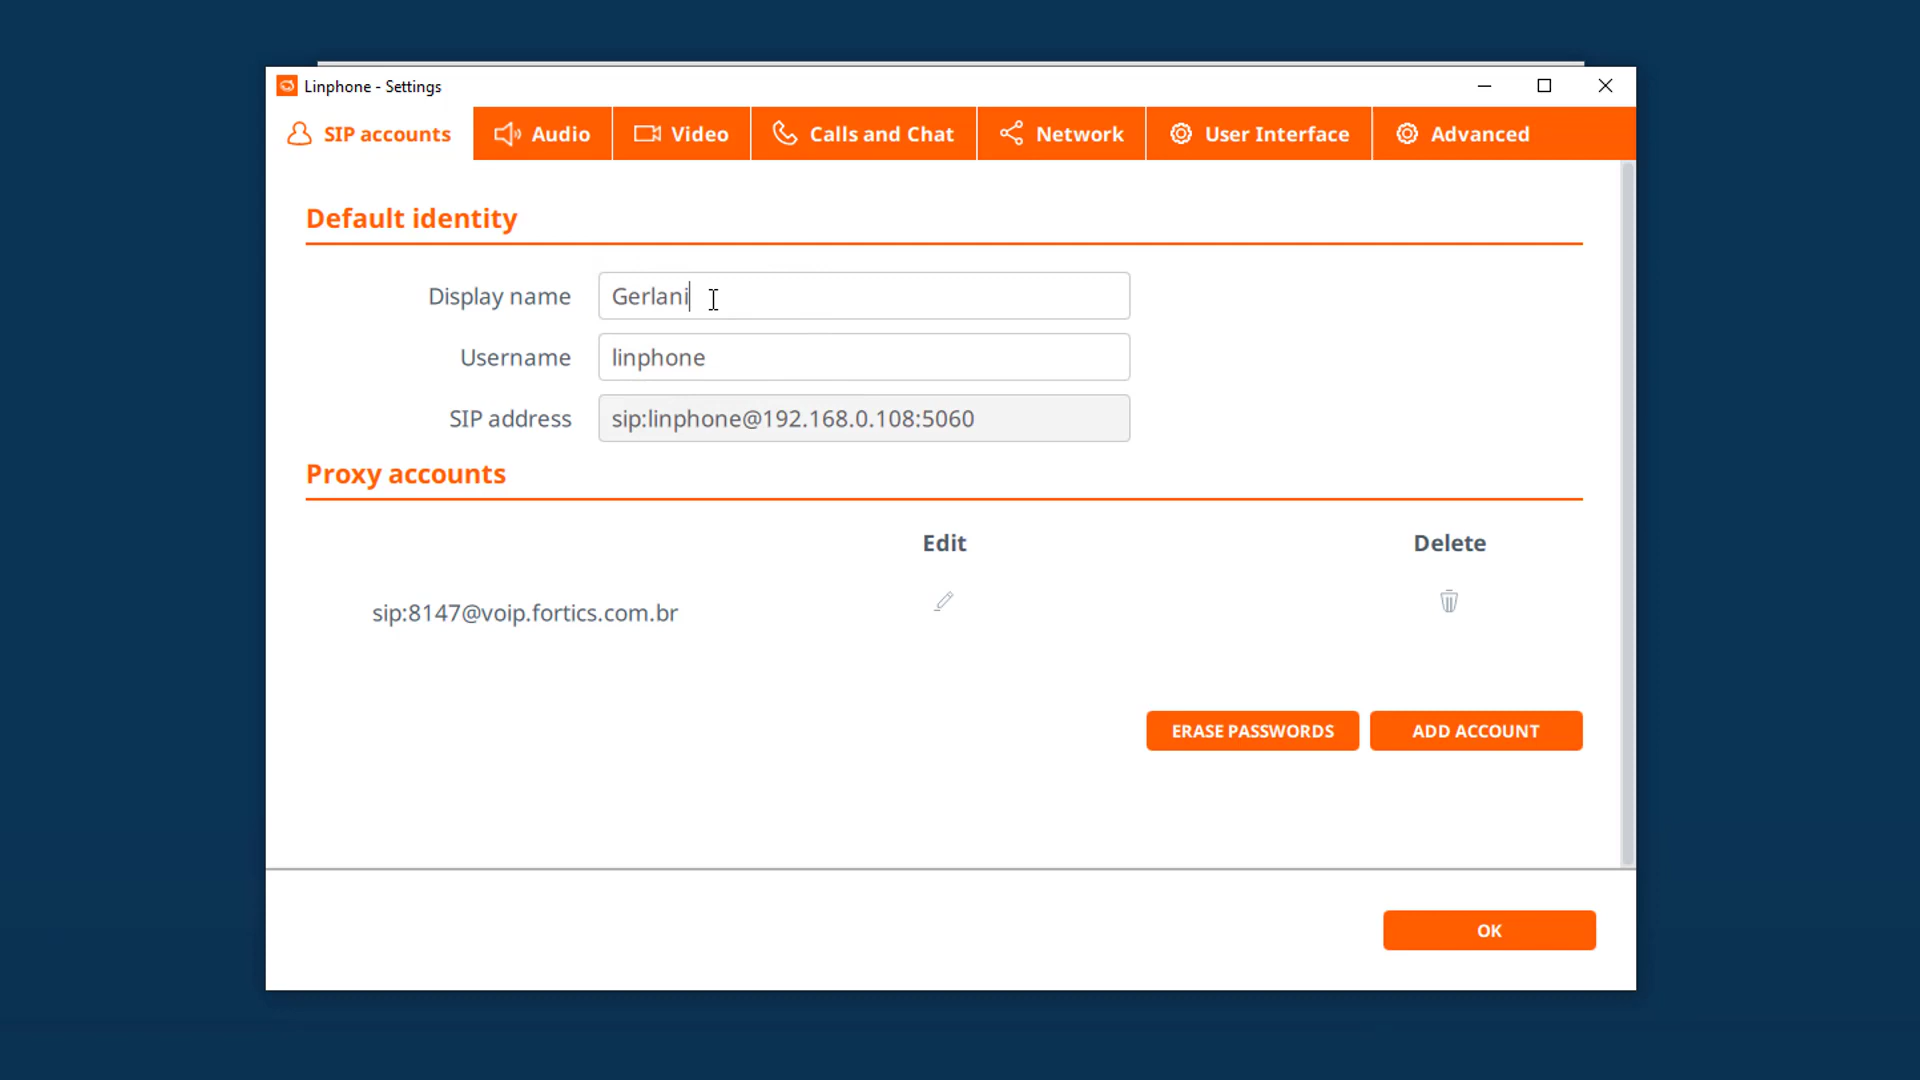 Linphone - Settings
SIP accounts Audio Video Calls and Chat Network User Interface Advanced
Default identity
Display name Gerlani
Username linphone
SIP address sip:linphone@192.168.0.108:5060
Proxy accounts
Edit Delete
sip:8147@voip.fortics.com.br
ERASE PASSWORDS ADD ACCOUNT
OK